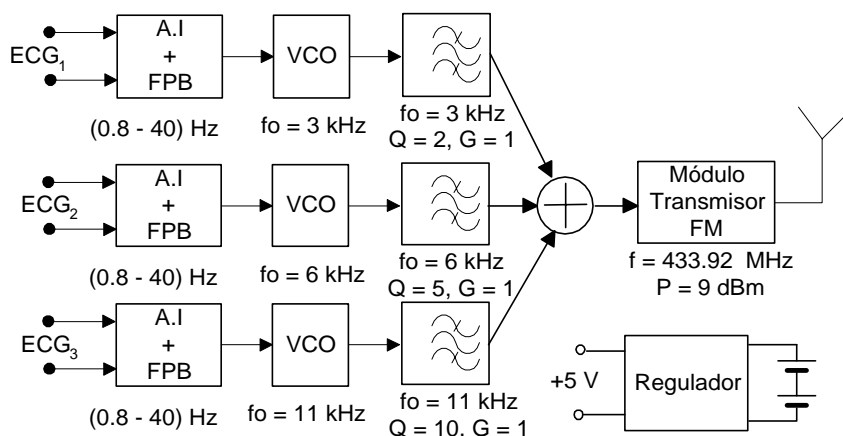 ECG1
A.I
+
FPB
(0.8 - 40) Hz
VCO
fo = 3 kHz
fo = 3 kHz
Q = 2, G = 1
ECG2
A.I
+
FPB
(0.8 - 40) Hz
VCO
fo = 6 kHz
fo = 6 kHz
Q = 5, G = 1
ECG3
A.I
+
FPB
(0.8 - 40) Hz
VCO
fo = 11 kHz
fo = 11 kHz
Q = 10, G = 1
Módulo
Transmisor
FM
f = 433.92 MHz
P = 9 dBm
+5 V
Regulador